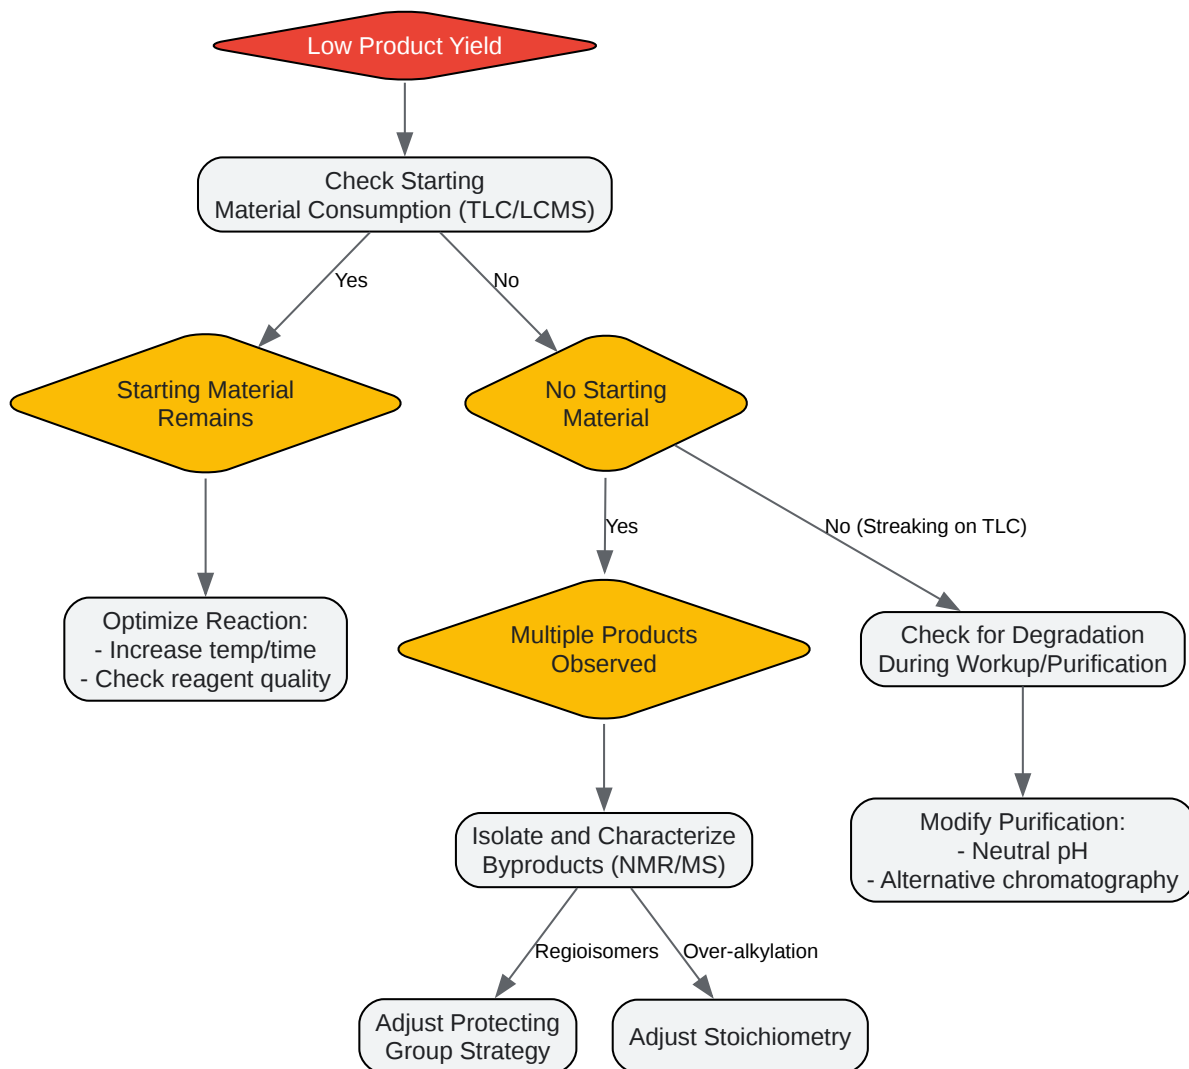 Low Product Yield
Check Starting
Material Consumption (TLC/LCMS)
Yes
No
Starting Material
Remains
No Starting
Material
Yes
No (Streaking on TLC)
Optimize Reaction:
- Increase temp/time
- Check reagent quality
Multiple Products
Observed
Check for Degradation
During Workup/Purification
Isolate and Characterize
Byproducts (NMR/MS)
Modify Purification:
- Neutral pH
- Alternative chromatography
Regioisomers
Over-alkylation
Adjust Protecting
Group Strategy
Adjust Stoichiometry